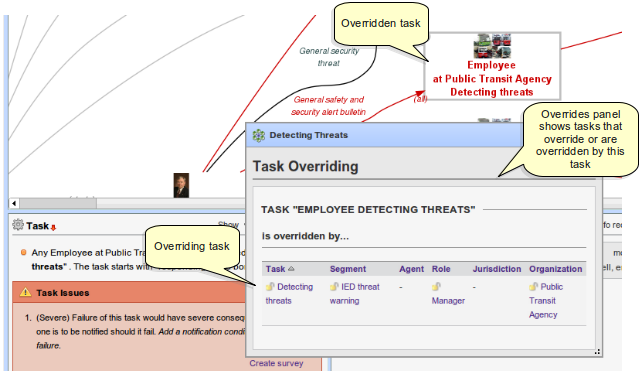 Overridden task
General security
threat
Employee
at Public Transit Agency
Detecting threats
General safety and
security alert bulletin
(all)
Detecting Threats
Overrides panel
shows tasks that
override or are
overridden by this
task
Task Overriding
TASK "EMPLOYEE DETECTING THREATS"
is overridden by...
Task Segment Agent Role Jurisdiction Organization
Detecting threats IED threat warning - Manager - Public Transit Agency
Overriding task
Task
Show
fo rec
Any Employee at Public Tra
threats" . The task starts with
Task Issues
1. (Severe) Failure of this task would have severe conseq
one is to be notified should it fail. Add a notification condi
failure.
Create survey